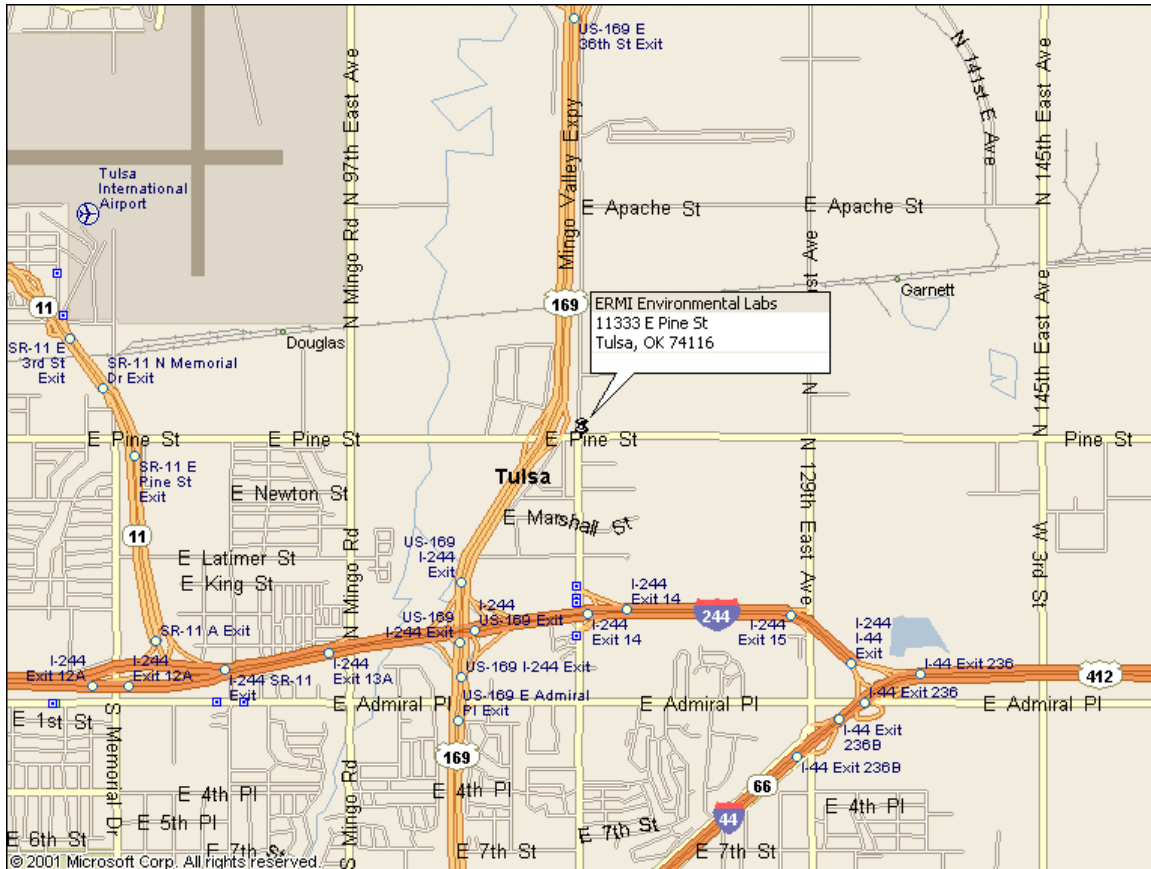 US-169 E
36th St Exit
N 141st E Ave
N 97th East Ave
N 145th East Ave
Mingo Valley Expy
Tulsa
International
Airport
E Apache St
E Apache St
N Mingo Rd
Garnett
11
169
ERMI Environmental Labs
11333 E Pine St
Tulsa, OK 74116
Douglas
SR-11 E
3rd St
Exit
SR-11 N Memorial
Dr Exit
N 145th East Ave
N
E Pine St
E Pine St
E Pine St
Pine St
SR-11 E
Pine St
Exit
Tulsa
E Newton St
N 129th East Ave
E Marshall St
11
E Latimer St
E King St
US-169
I-244
Exit
W 3rd St
N Mingo Rd
I-244
Exit 14
244
I-244
US-169 Exit
US-169
I-244 Exit
I-244
Exit 14
I-244
Exit 15
I-244
I-44
Exit
SR-11 A Exit
I-244
Exit 12A
I-244
Exit 12A
I-244 SR-11
Exit
I-244
Exit 13A
US-169 I-244 Exit
I-44 Exit 236
412
US-169 E Admiral
Pl Exit
I-44 Exit 236
E Admiral Pl
E Admiral Pl
E Admiral Pl
E 1st St
S Memorial Dr
I-44 Exit
236B
169
I-44 Exit 236B
S Mingo Rd
66
E 4th Pl
E 4th Pl
E 4th Pl
E 5th Pl
44
E 6th St
E 7th St
E 7th St
E 7th St
E 7th St
© 2001 Microsoft Corp. All rights reserved.